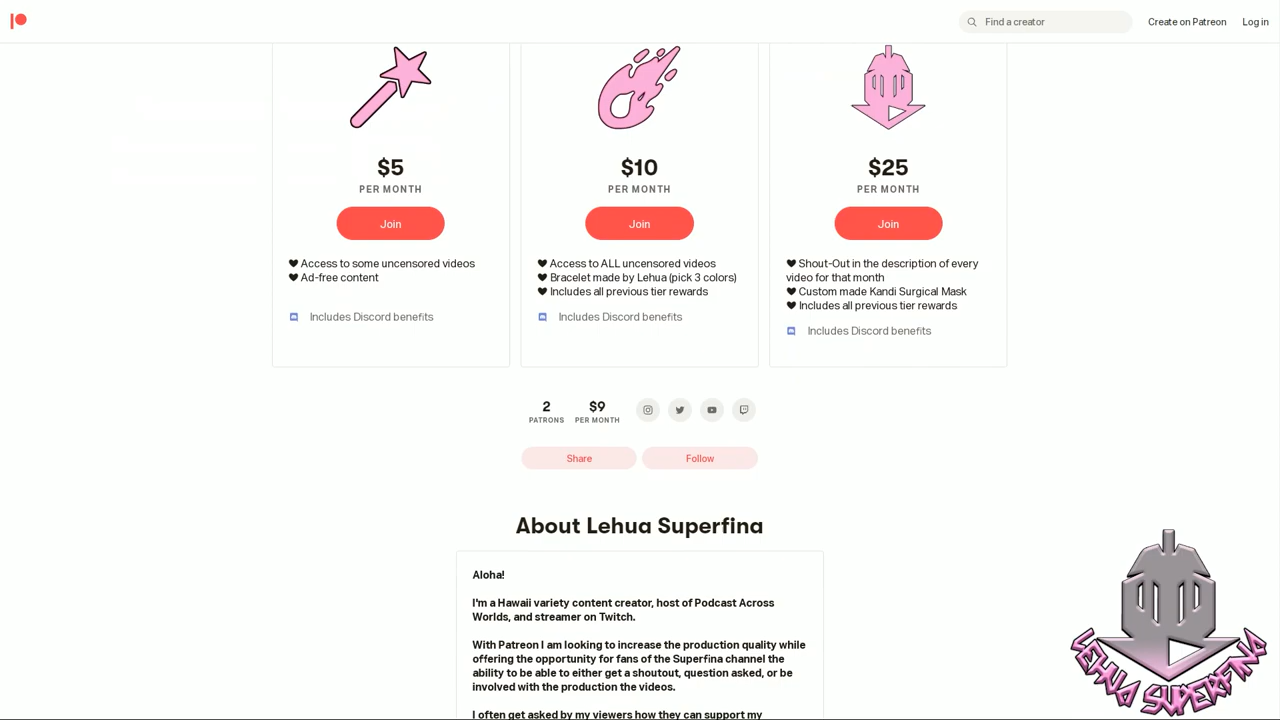 Find a creator
Create on Patreon
Log in
$5
PER MONTH
Join
♥ Access to some uncensored videos
♥ Ad-free content
Includes Discord benefits
$10
PER MONTH
Join
♥ Access to ALL uncensored videos
♥ Bracelet made by Lehua (pick 3 colors)
♥ Includes all previous tier rewards
Includes Discord benefits
$25
PER MONTH
Join
♥ Shout-Out in the description of every
video for that month
♥ Custom made Kandi Surgical Mask
♥ Includes all previous tier rewards
Includes Discord benefits
2
PATRONS
$9
PER MONTH
Share
Follow
About Lehua Superfina
Aloha!
I'm a Hawaii variety content creator, host of Podcast Across
Worlds, and streamer on Twitch.
With Patreon I am looking to increase the production quality while
offering the opportunity for fans of the Superfina channel the
ability to be able to either get a shoutout, question asked, or be
involved with the production the videos.
I often get asked by my viewers how they can support my
LEHUA SUPERFINA